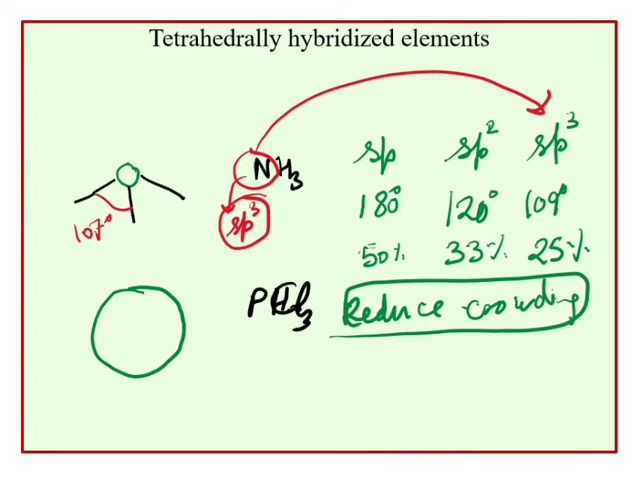 Tetrahedrally hybridized elements
NH3 sp sp² sp³
107° sp³ 180° 120° 109°
50% 33% 25%
Reduce crowding